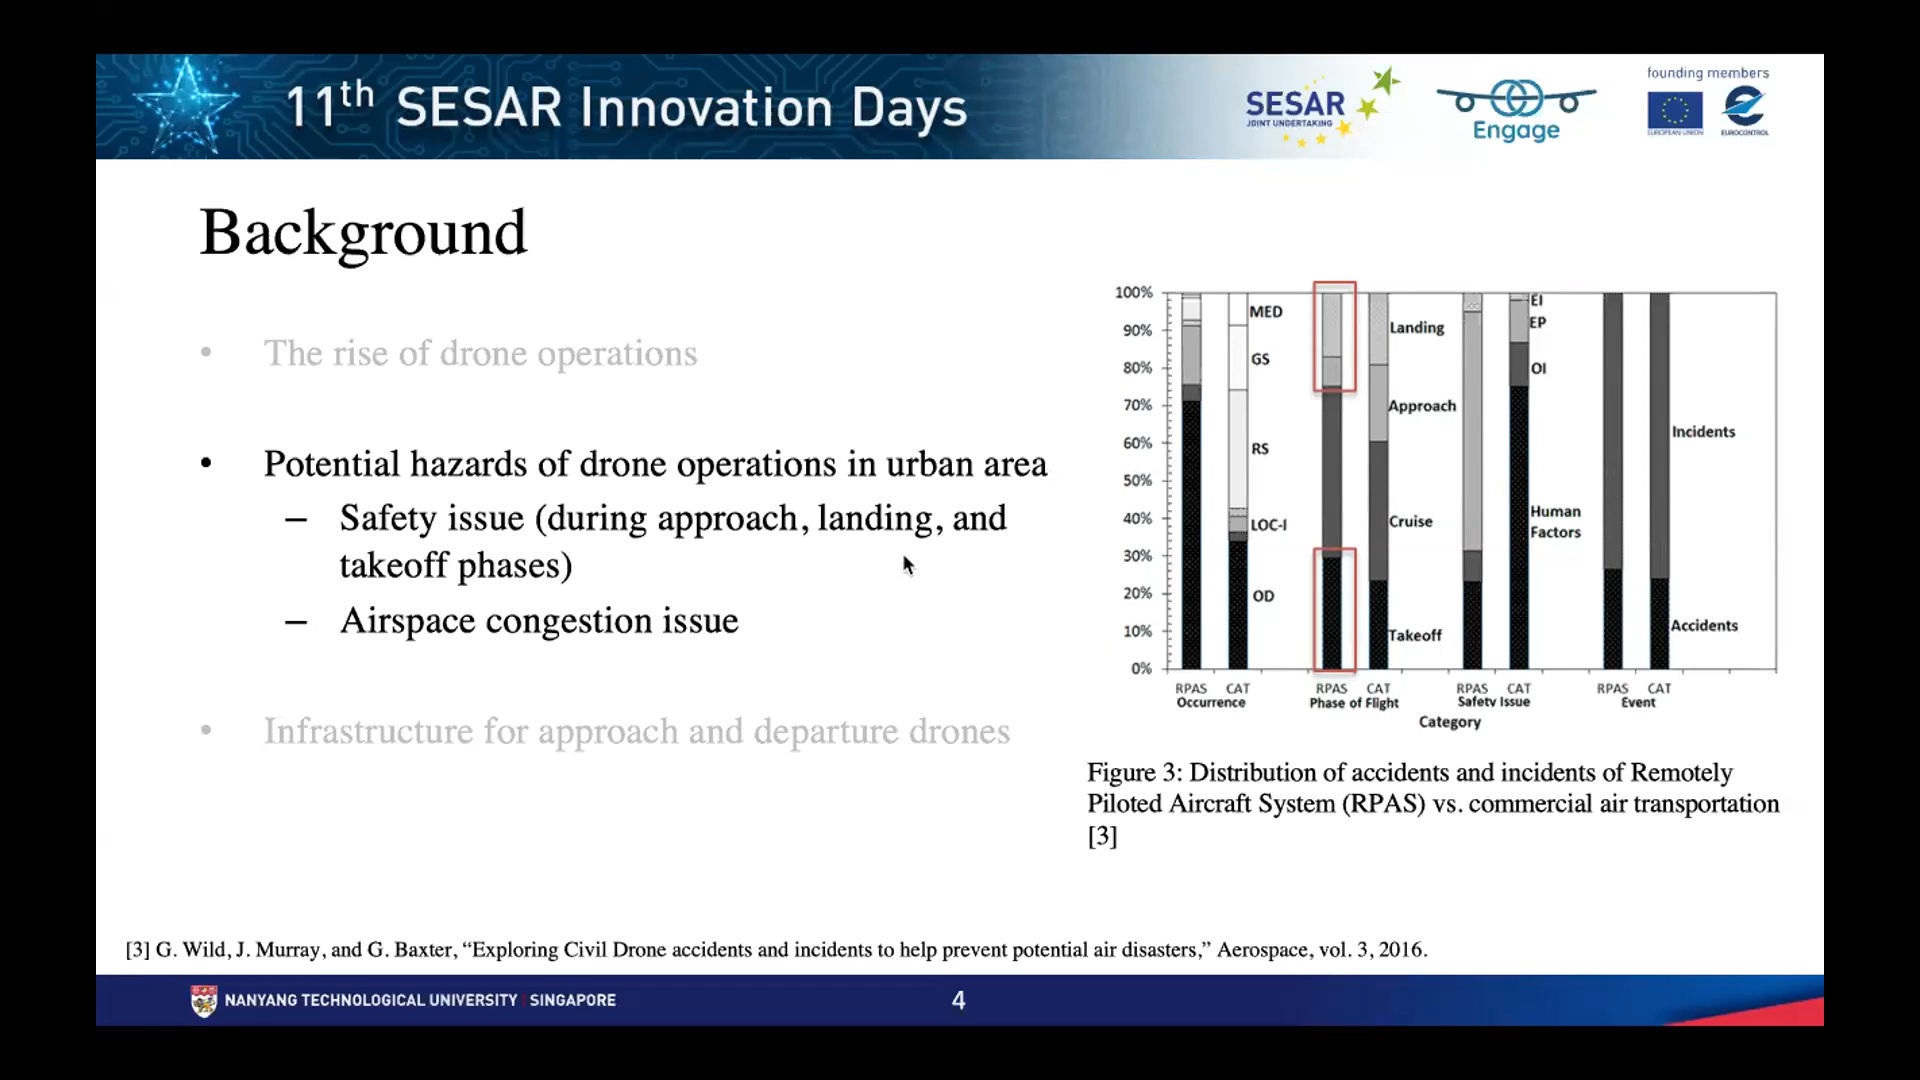 11th SESAR Innovation Days
SESAR
JOINT UNDERTAKING
Engage
founding members
EUROPEAN UNION
EUROCONTROL
Background
• The rise of drone operations
• Potential hazards of drone operations in urban area
– Safety issue (during approach, landing, and
takeoff phases)
– Airspace congestion issue
• Infrastructure for approach and departure drones
100%
90%
80%
70%
60%
50%
40%
30%
20%
10%
0%
MED
GS
RS
LOC-I
OD
Landing
Approach
Cruise
Takeoff
EI
EP
OI
Human
Factors
Incidents
Accidents
RPAS CAT RPAS CAT RPAS CAT RPAS CAT
Occurrence Phase of Flight Safety Issue Event
Category
Figure 3: Distribution of accidents and incidents of Remotely
Piloted Aircraft System (RPAS) vs. commercial air transportation
[3]
[3] G. Wild, J. Murray, and G. Baxter, “Exploring Civil Drone accidents and incidents to help prevent potential air disasters,” Aerospace, vol. 3, 2016.
NANYANG TECHNOLOGICAL UNIVERSITY | SINGAPORE
4